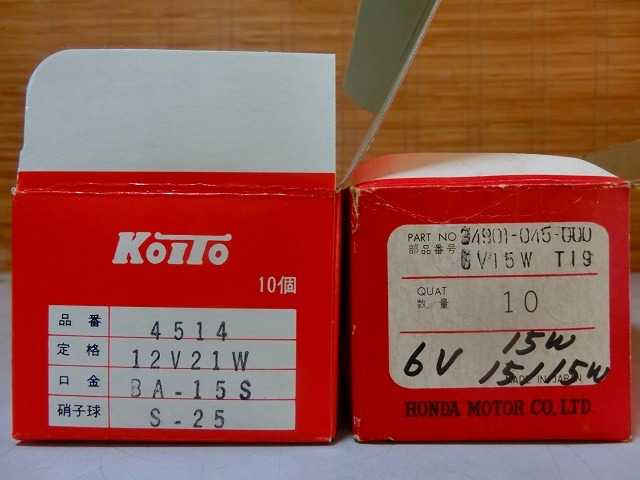 KOITO
10個
品番 4514
定格 12V21W
口金 BA-15S
硝子球 S-25
PART NO 34901-045-000
部品番号 6V15W T19
QUAT
数量 10
6V 15W
15/15W
MADE IN JAPAN
HONDA MOTOR CO., LTD.